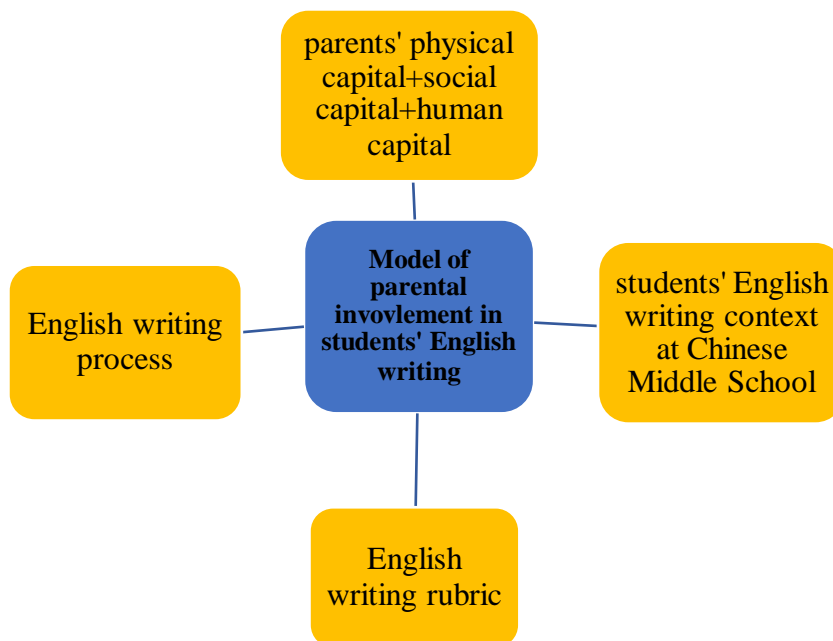 parents' physical
capital+social
capital+human
capital
Model of
parental
invovlement in
students' English
writing
English writing
process
students' English
writing context
at Chinese
Middle School
English
writing rubric